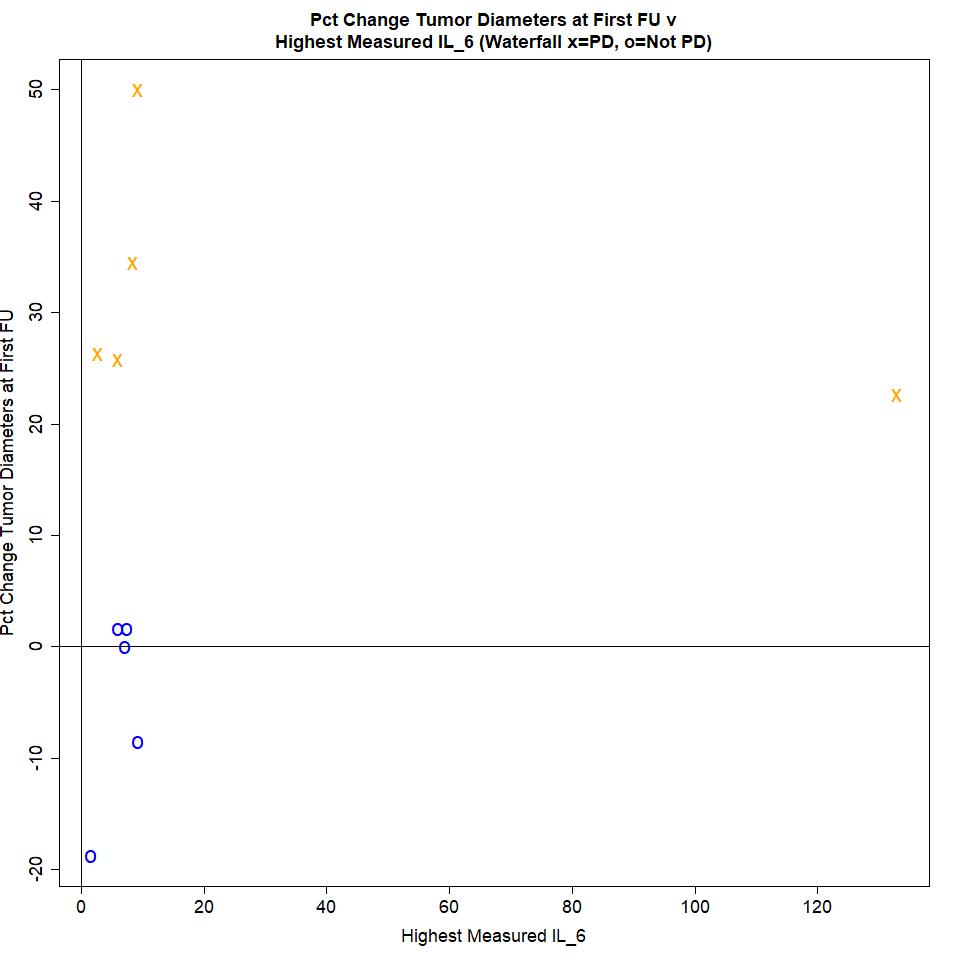 Pct Change Tumor Diameters at First FU v
Highest Measured IL_6 (Waterfall x=PD, o=Not PD)
Pct Change Tumor Diameters at First FU
50
40
30
20
10
0
-10
-20
X
X
X
X
X
O
O
O
O
O
0
20
40
60
80
100
120
Highest Measured IL_6